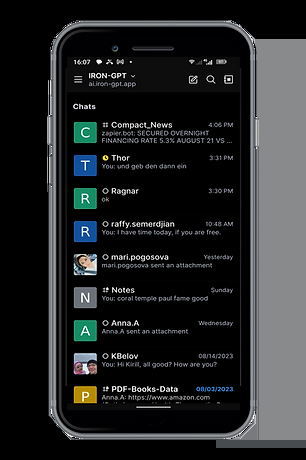 16:07
IRON-GPT
ai.iron-gpt.app
Chats
C
Compact_News
4:06 PM
zapier.bot: SECURED OVERNIGHT
FINANCING RATE 5.3% AUGUST 21 VS ...
T
Thor
3:31 PM
You: und geb den dann ein
R
Ragnar
3:30 PM
ok
R
raffy.semerdjian
10:48 AM
You: I have time today, if you are free.
mari.pogosova
Yesterday
mari.pogosova sent an attachment
N
Notes
Sunday
You: coral temple paul fame good
A
Anna.A
Wednesday
Anna.A sent an attachment
KBelov
08/14/2023
You: Hi Kirill, all good? How are you?
P
PDF-Books-Data
08/03/2023
Anna.A: https://www.amazon.com